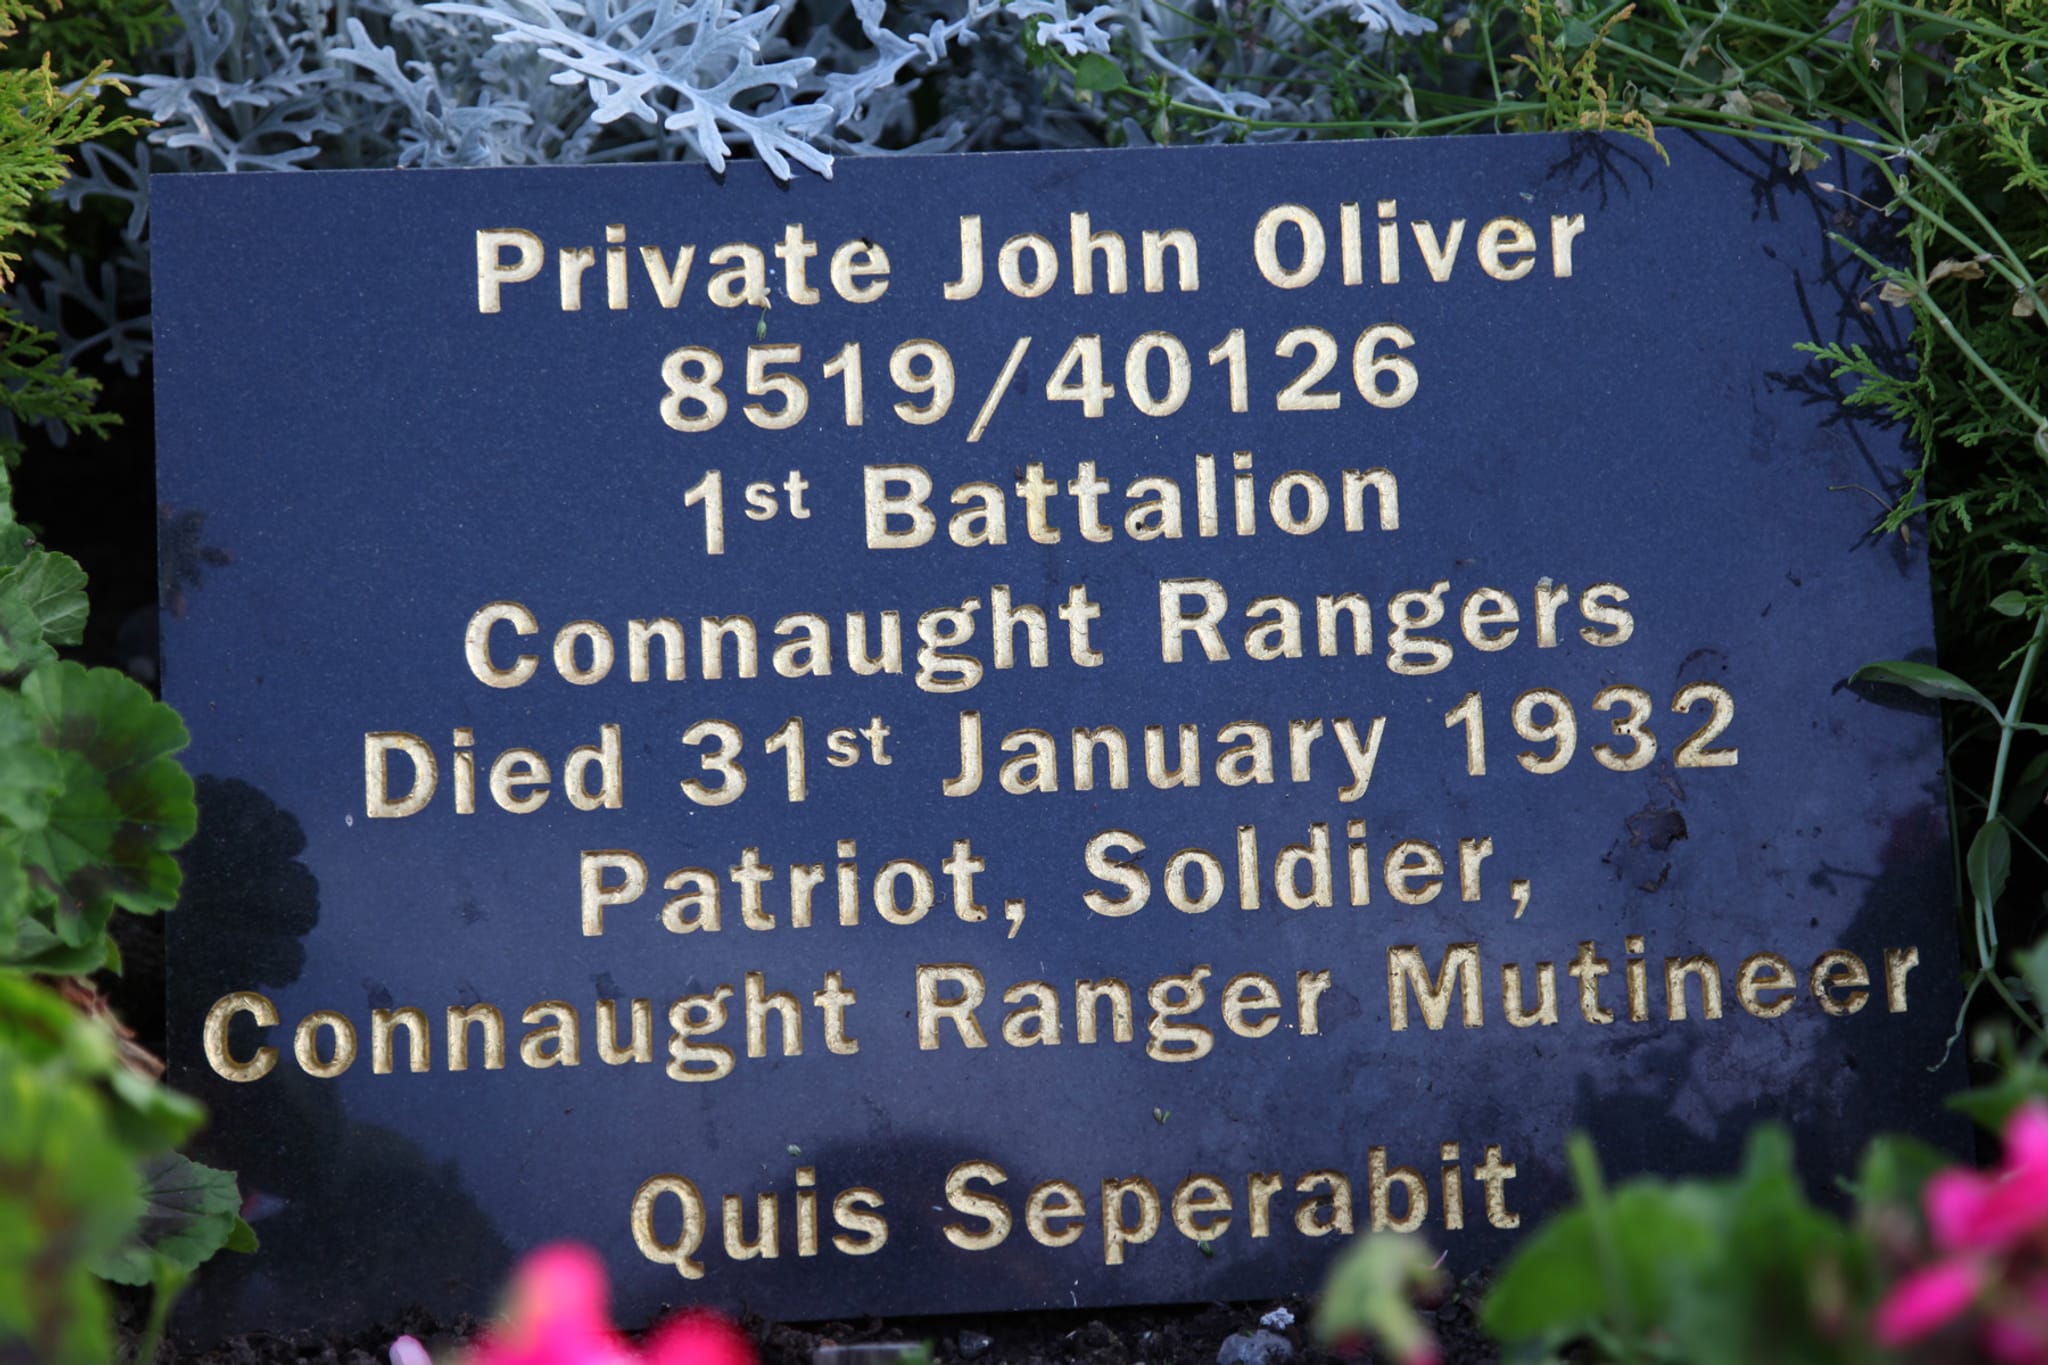 Private John Oliver
8519/40126
1st Battalion
Connaught Rangers
Died 31st January 1932
Patriot, Soldier,
Connaught Ranger Mutineer
Quis Seperabit